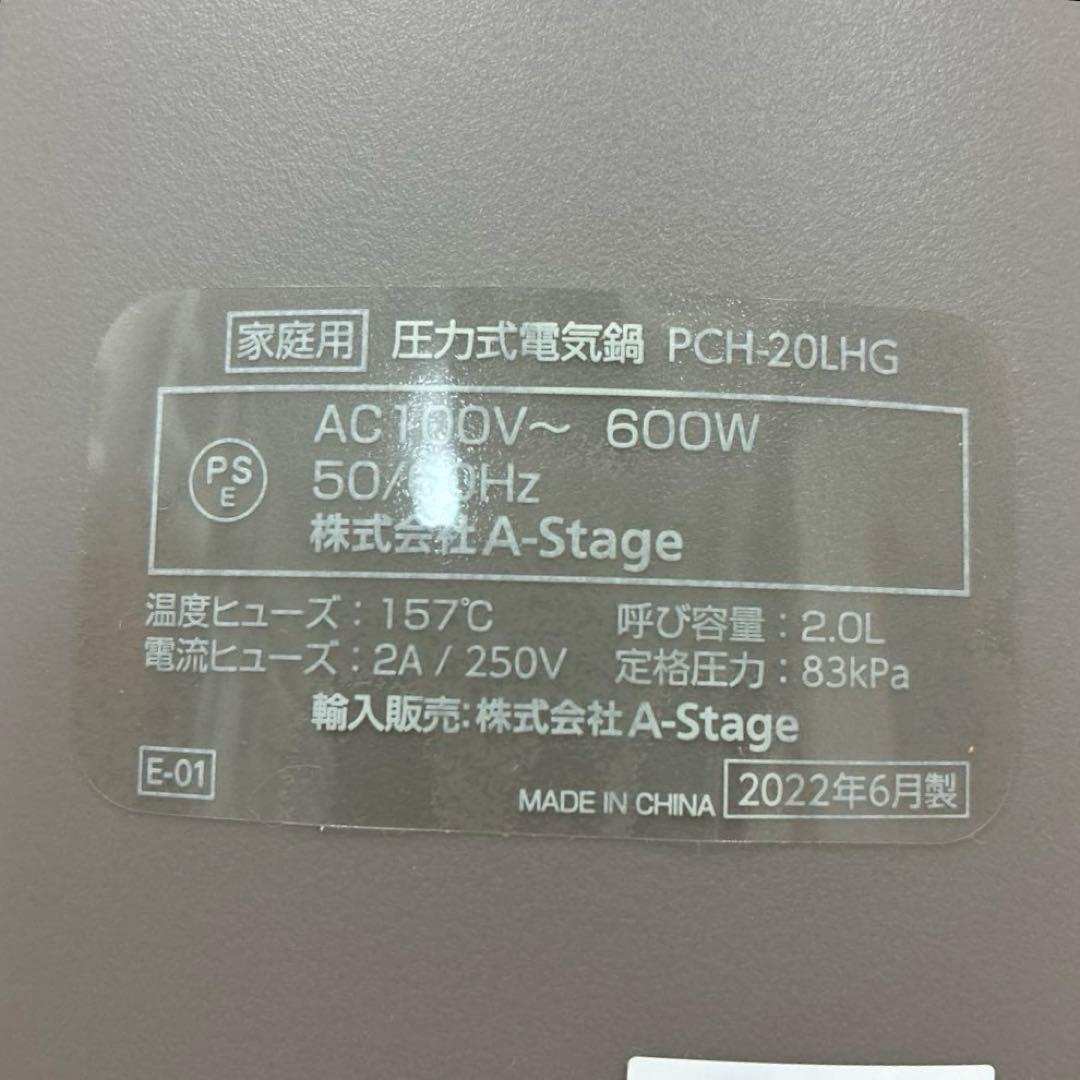 家庭用 圧力式電気鍋 PCH-20LHG
AC100V～ 600W
PS
E
50/60Hz
株式会社A-Stage
温度ヒューズ：157℃ 呼び容量：2.0L
電流ヒューズ：2A / 250V 定格圧力：83kPa
輸入販売：株式会社A-Stage
E-01
MADE IN CHINA 2022年6月製